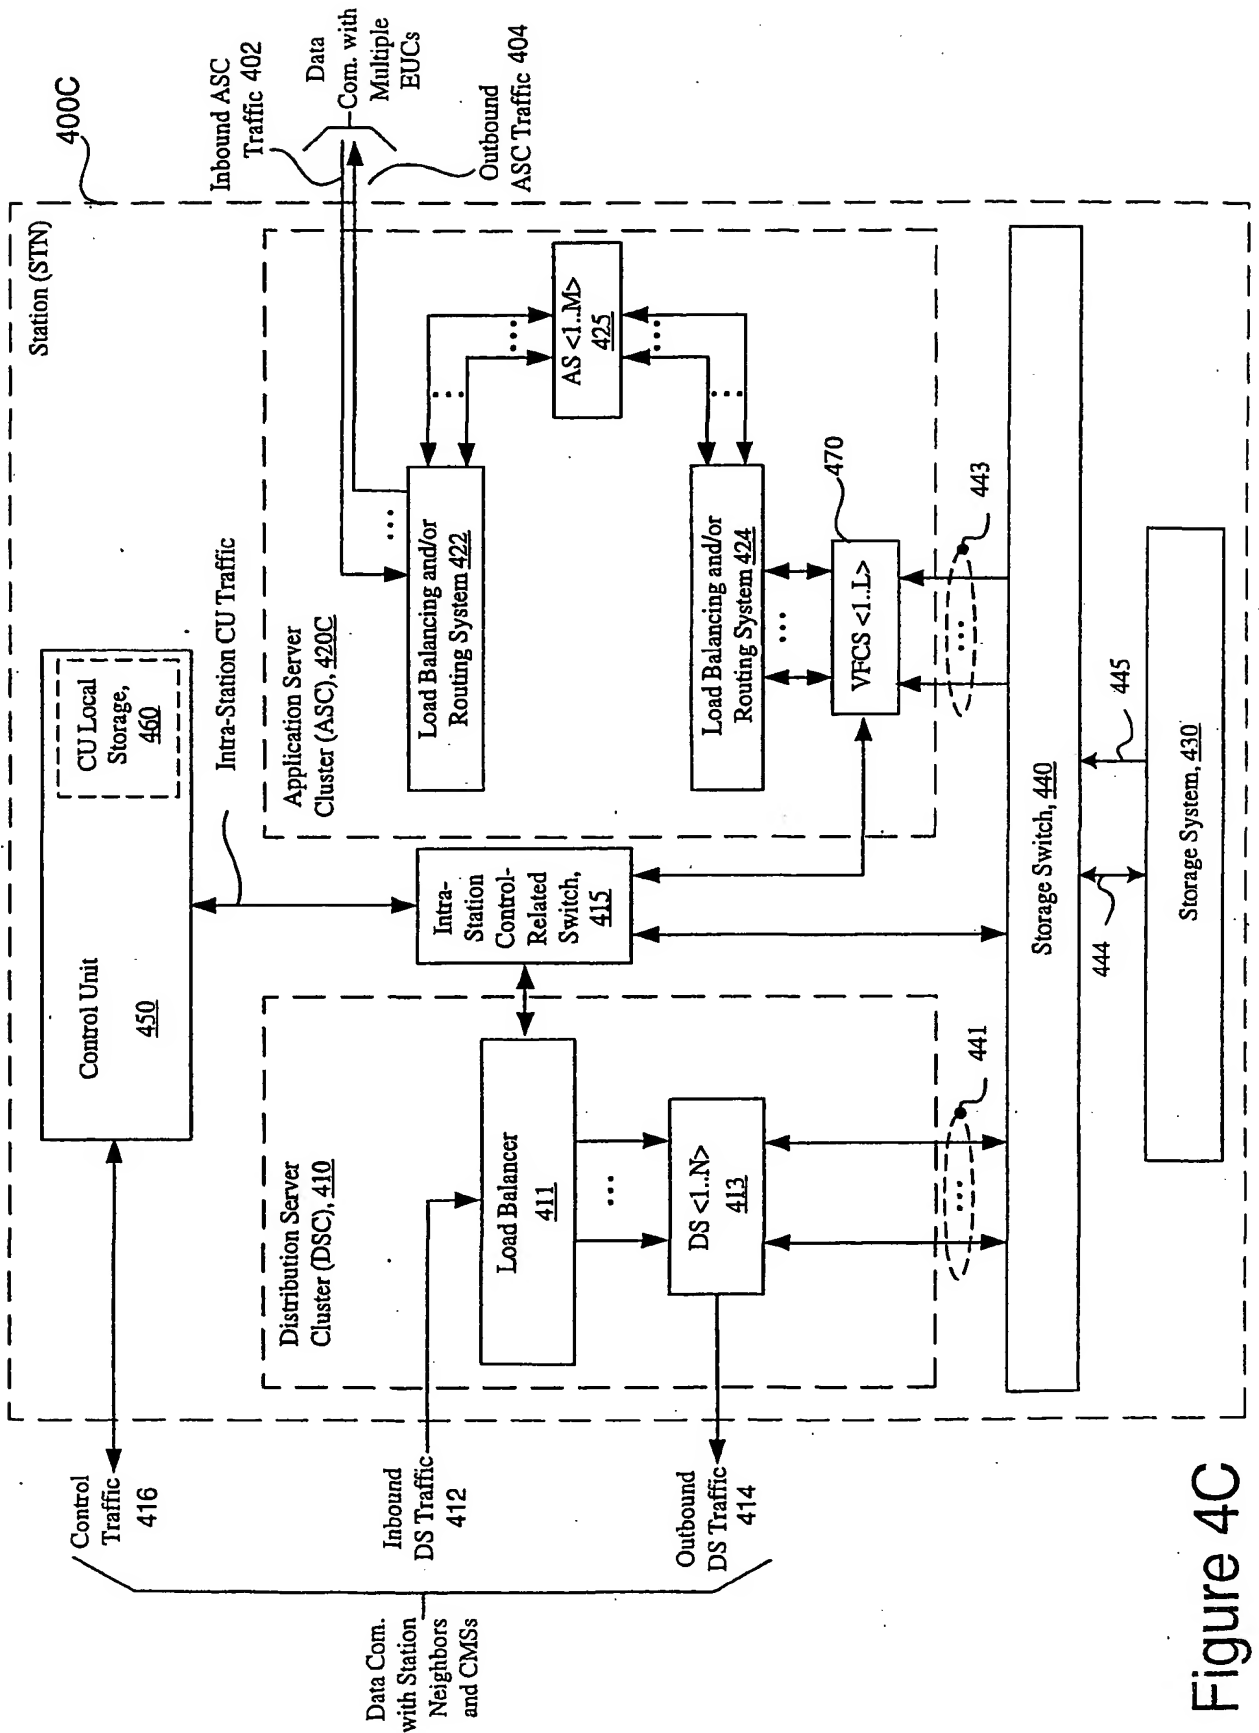 400C
Station (STN)
Inbound ASC
Traffic 402
Data
Com. with
Multiple
EUCs
Outbound
ASC Traffic 404
Control Unit
450
CU Local
Storage,
460
Intra-Station CU Traffic
Control
Traffic
416
Distribution Server
Cluster (DSC), 410
Application Server
Cluster (ASC), 420C
Intra-
Station
Control-
Related
Switch,
415
Load Balancing and/or
Routing System 422
AS <1..M>
425
Inbound
DS Traffic
412
Load Balancer
411
...
...
...
...
...
...
Data Com.
with Station
Neighbors
and CMSs
Outbound
DS Traffic
414
DS <1..N>
413
...
Load Balancing and/or
Routing System 424
...
VFCS <1..L>
470
441
...
443
...
Storage Switch, 440
444
445
Storage System, 430
Figure 4C